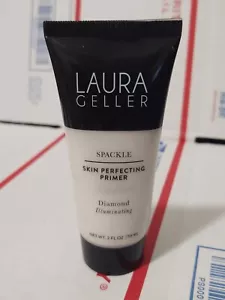 LAURA
GELLER
SPACKLE
SKIN PERFECTING
PRIMER
Diamond
Illuminating